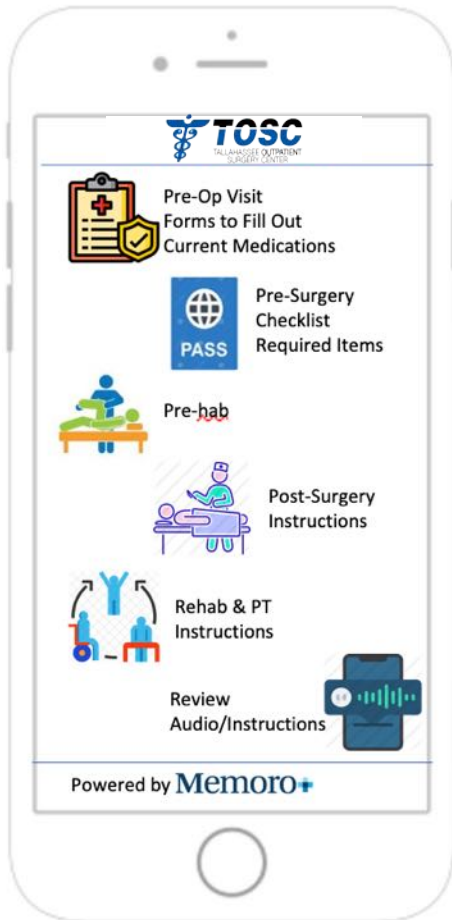 TOSC
TALLAHASSEE OUTPATIENT
SURGERY CENTER
Pre-Op Visit
Forms to Fill Out
Current Medications
PASS
Pre-Surgery
Checklist
Required Items
Pre-hab
Post-Surgery
Instructions
Rehab & PT
Instructions
Review
Audio/Instructions
Powered by Memoro+